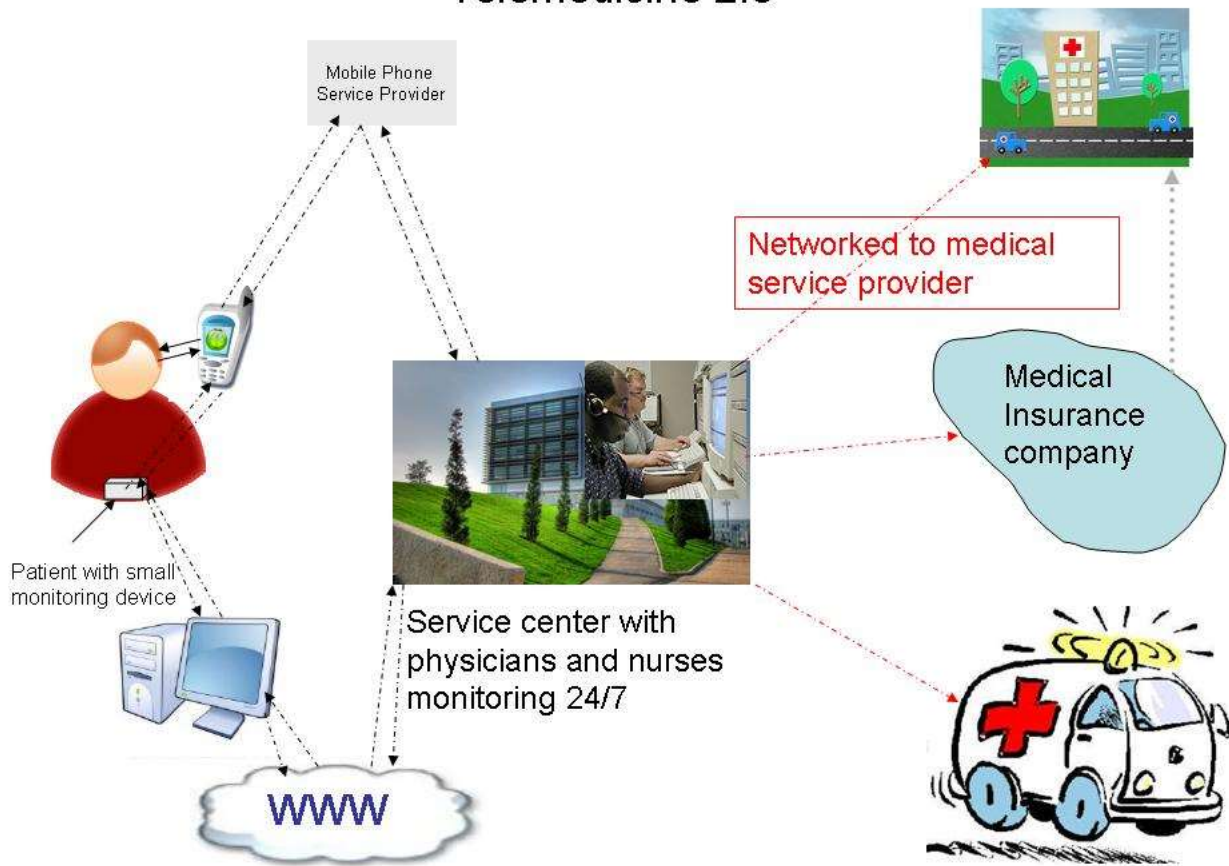 Mobile Phone
Service Provider
Networked to medical
service provider
Medical
Insurance
company
Patient with small
monitoring device
Service center with
physicians and nurses
monitoring 24/7
WWW